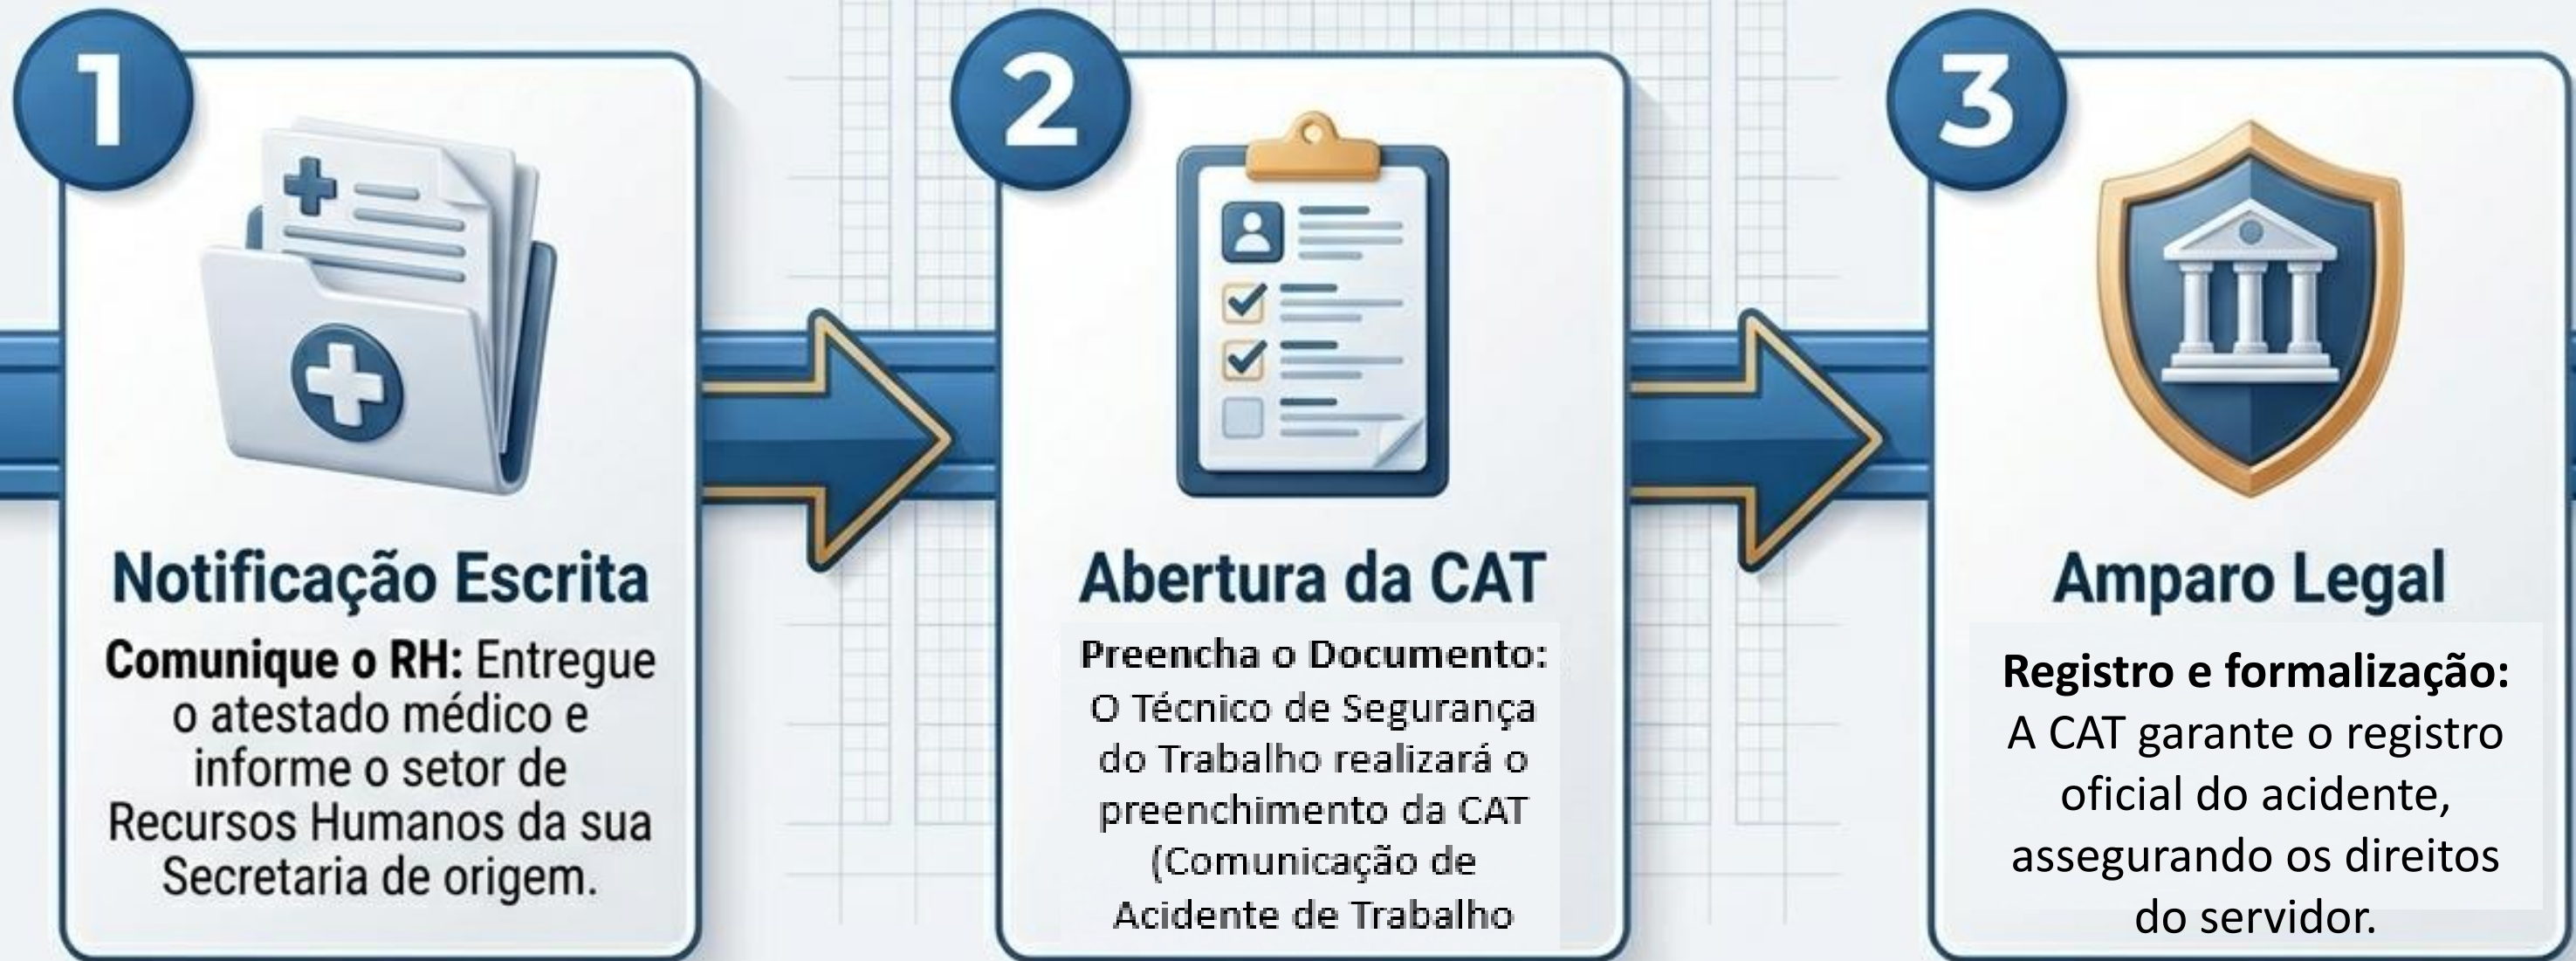 1
Notificação Escrita
Comunique o RH: Entregue
o atestado médico e
informe o setor de
Recursos Humanos da sua
Secretaria de origem.
2
Abertura da CAT
Preencha o Documento:
O Técnico de Segurança
do Trabalho realizará o
preenchimento da CAT
(Comunicação de
Acidente de Trabalho
3
Amparo Legal
Registro e formalização:
A CAT garante o registro
oficial do acidente,
assegurando os direitos
do servidor.